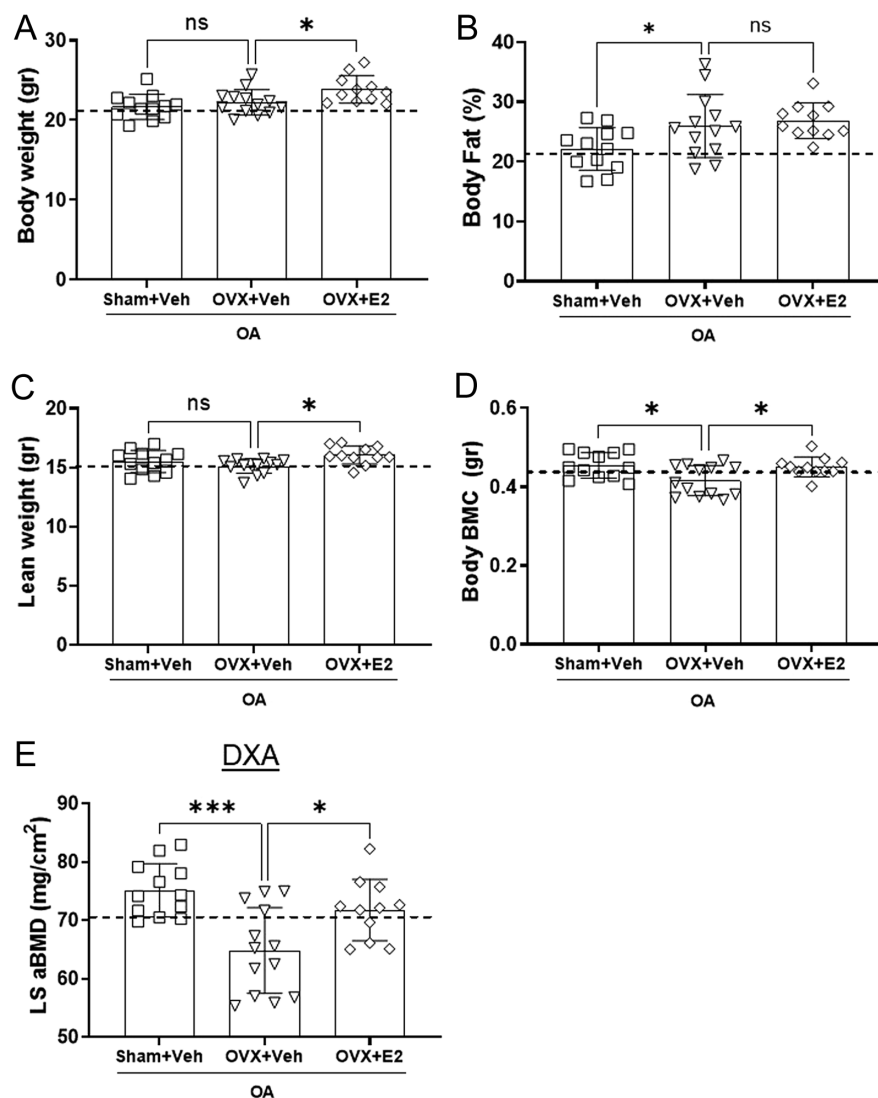 A
Body weight (gr)
30
20
10
0
ns
*
Sham+Veh OVX+Veh OVX+E2
OA
B
Body Fat (%)
40
30
20
10
0
*
ns
Sham+Veh OVX+Veh OVX+E2
OA
C
Lean weight (gr)
20
15
10
5
0
ns
*
Sham+Veh OVX+Veh OVX+E2
OA
D
Body BMC (gr)
0.6
0.4
0.2
0.0
*
*
Sham+Veh OVX+Veh OVX+E2
OA
E
DXA
LS aBMD (mg/cm²)
90
80
70
60
50
***
*
Sham+Veh OVX+Veh OVX+E2
OA